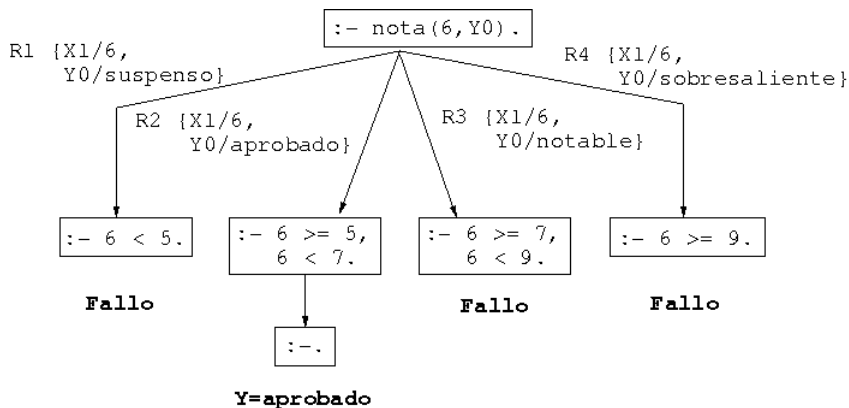 :- nota(6,Y0).
R1 {X1/6,
Y0/suspenso}
R2 {X1/6,
Y0/aprobado}
R3 {X1/6,
Y0/notable}
R4 {X1/6,
Y0/sobresaliente}
:- 6 < 5.
Fallo
:- 6 >= 5,
6 < 7.
:-.
Y=aprobado
:- 6 >= 7,
6 < 9.
Fallo
:- 6 >= 9.
Fallo